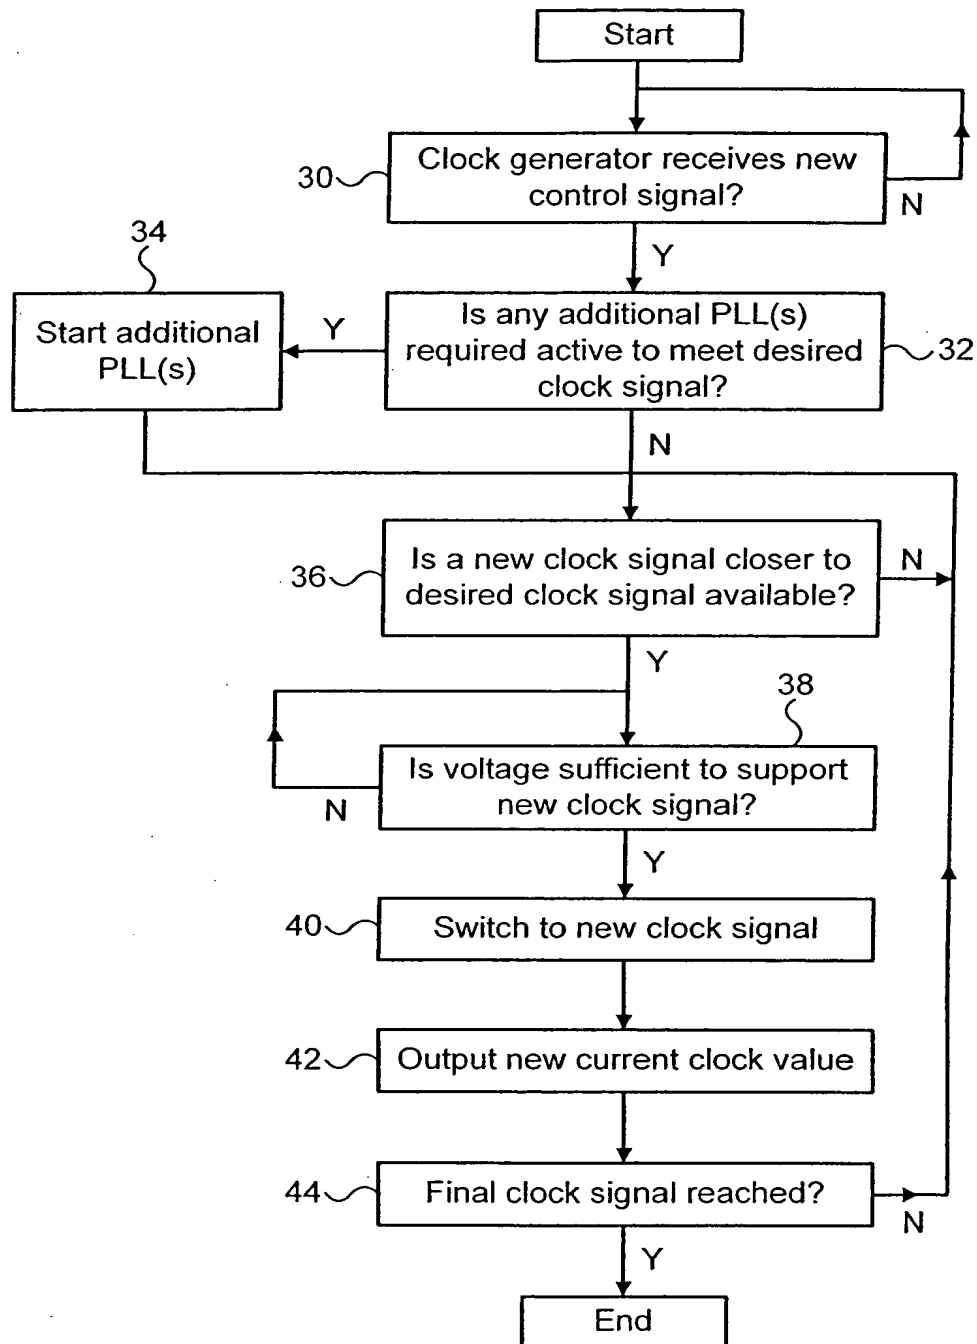 Start
Clock generator receives new
control signal?
30
N
Y
34
Start additional
PLL(s)
Y
Is any additional PLL(s)
required active to meet desired
clock signal?
32
N
36
Is a new clock signal closer to
desired clock signal available?
N
Y
38
Is voltage sufficient to support
new clock signal?
N
Y
40
Switch to new clock signal
42
Output new current clock value
44
Final clock signal reached?
N
Y
End